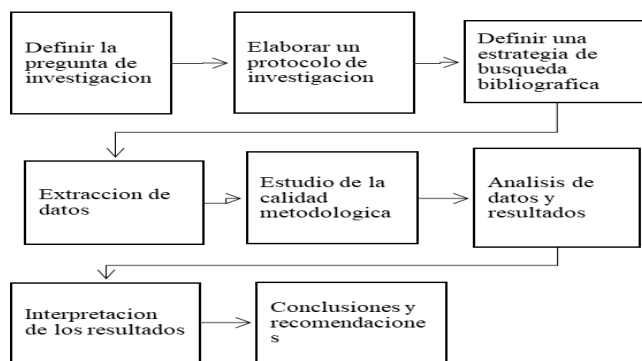 Definir la
pregunta de
investigacion
Elaborar un
protocolo de
investigacion
Definir una
estrategia de
busqueda
bibliografica
Extraccion de
datos
Estudio de la
calidad
metodologica
Analisis de
datos y
resultados
Interpretacion
de los resultados
Conclusiones y
recomendacione
s